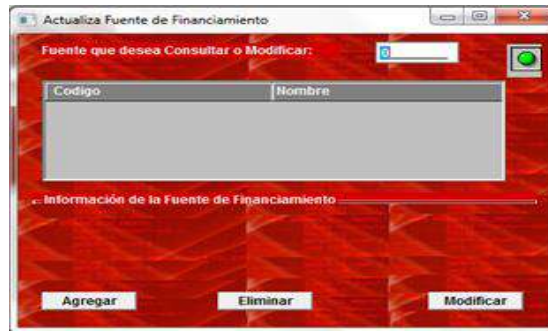 Actualiza Fuente de Financiamiento
Fuente que desea Consultar o Modificar: 0
Codigo Nombre
Información de la Fuente de Financiamiento
Agregar Eliminar Modificar